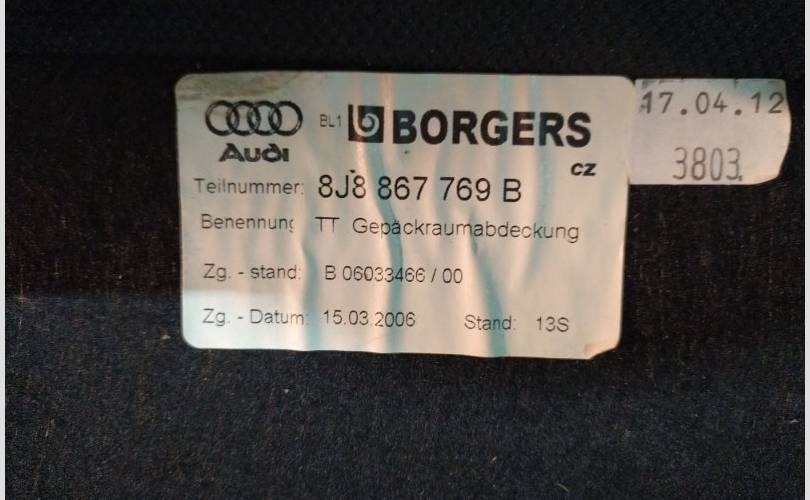 Audi BL1 BORGERS
CZ
Teilnummer: 8J8 867 769 B
Benennung TT Gepäckraumabdeckung
Zg. - stand: B 06033466 / 00
Zg. - Datum: 15.03.2006 Stand: 13S
17.04.12
3803